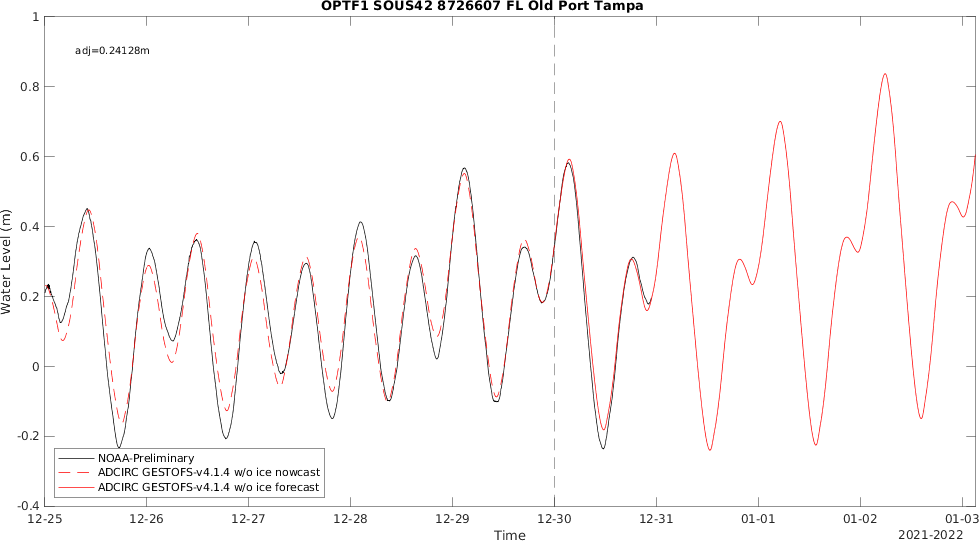 OPTF1 SOUS42 8726607 FL Old Port Tampa
adj=0.24128m
1
0.8
0.6
0.4
0.2
0
-0.2
-0.4
Water Level (m)
NOAA-Preliminary
ADCIRC GESTOFS-v4.1.4 w/o ice nowcast
ADCIRC GESTOFS-v4.1.4 w/o ice forecast
12-25 12-26 12-27 12-28 12-29 12-30 12-31 01-01 01-02 01-03
Time
2021-2022